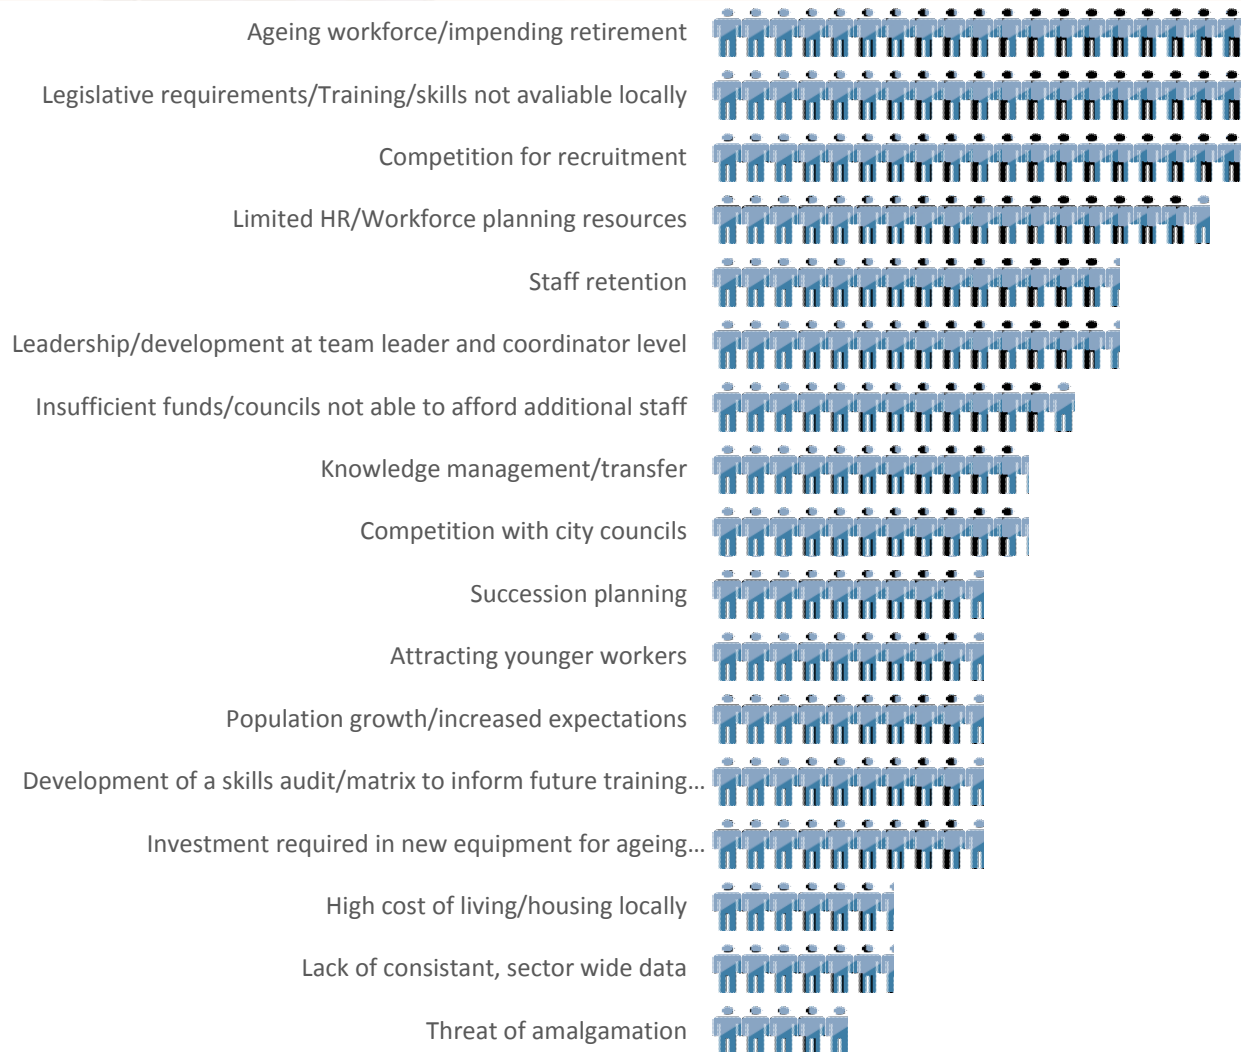 Ageing workforce/impending retirement
Legislative requirements/Training/skills not avaliable locally
Competition for recruitment
Limited HR/Workforce planning resources
Staff retention
Leadership/development at team leader and coordinator level
Insufficient funds/councils not able to afford additional staff
Knowledge management/transfer
Competition with city councils
Succession planning
Attracting younger workers
Population growth/increased expectations
Development of a skills audit/matrix to inform future training…
Investment required in new equipment for ageing…
High cost of living/housing locally
Lack of consistant, sector wide data
Threat of amalgamation